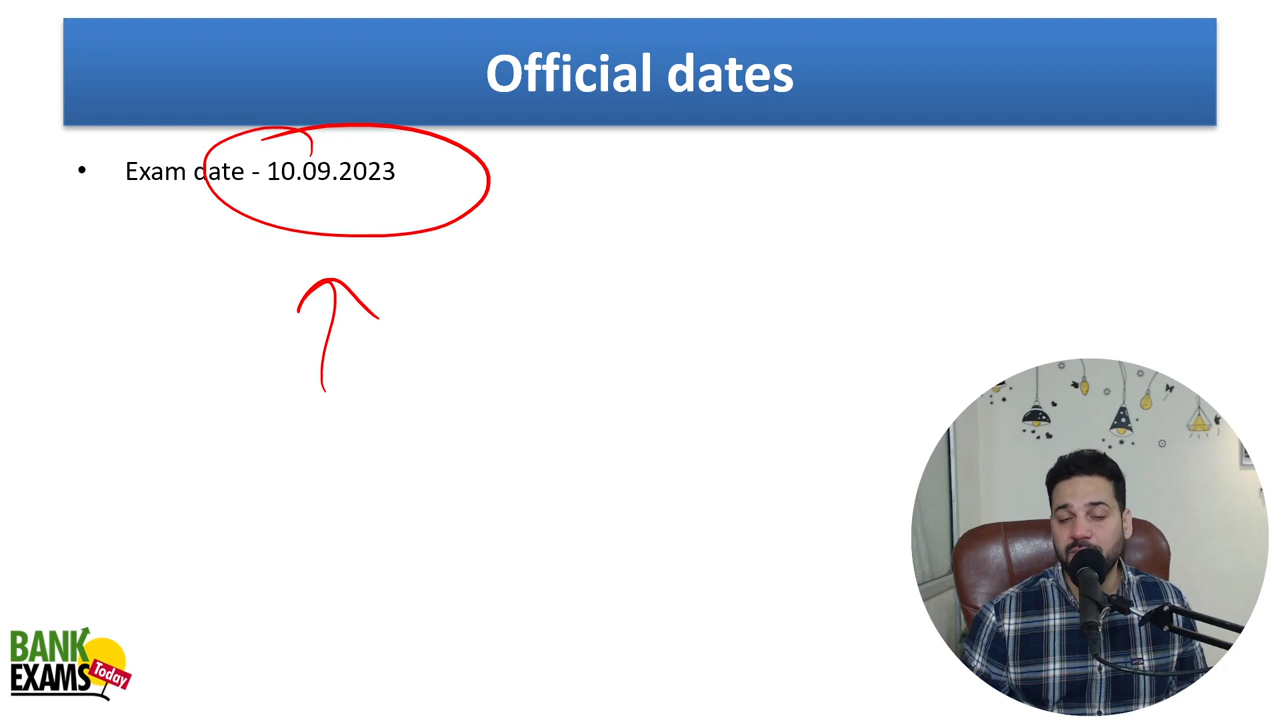 Official dates
• Exam date - 10.09.2023
BANK
EXAMS
Today